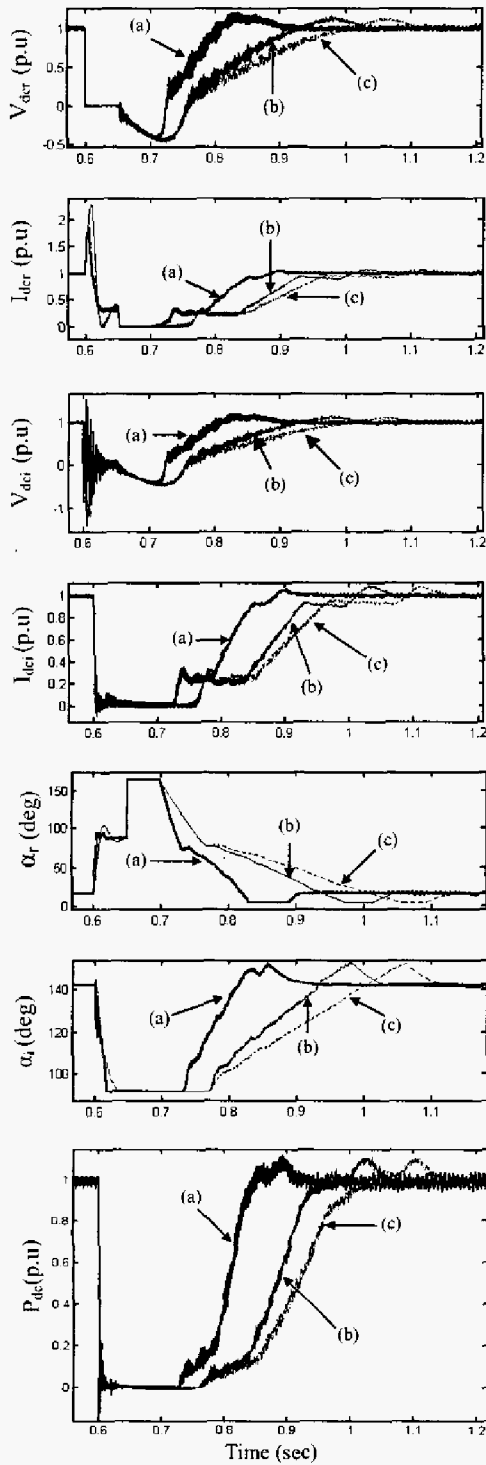 V_dcr (p.u)
1
0.5
0
-0.5
(a)
(b)
(c)
0.6 0.7 0.8 0.9 1 1.1 1.2
I_dcr (p.u)
2
1.5
1
0.5
0
(a)
(b)
(c)
0.6 0.7 0.8 0.9 1 1.1 1.2
V_dci (p.u)
1
0
-1
(a)
(b)
(c)
0.6 0.7 0.8 0.9 1 1.1 1.2
I_dci (p.u)
1
0.8
0.6
0.4
0.2
0
(a)
(b)
(c)
0.6 0.7 0.8 0.9 1 1.1 1.2
α_r (deg)
150
100
50
0
(a)
(b)
(c)
0.6 0.7 0.8 0.9 1 1.1
α_i (deg)
140
120
100
(a)
(b)
(c)
0.6 0.7 0.8 0.9 1 1.1
P_dc(p.u)
1
0.8
0.6
0.4
0.2
0
(a)
(b)
(c)
0.6 0.7 0.8 0.9 1 1.1 1.2
Time (sec)